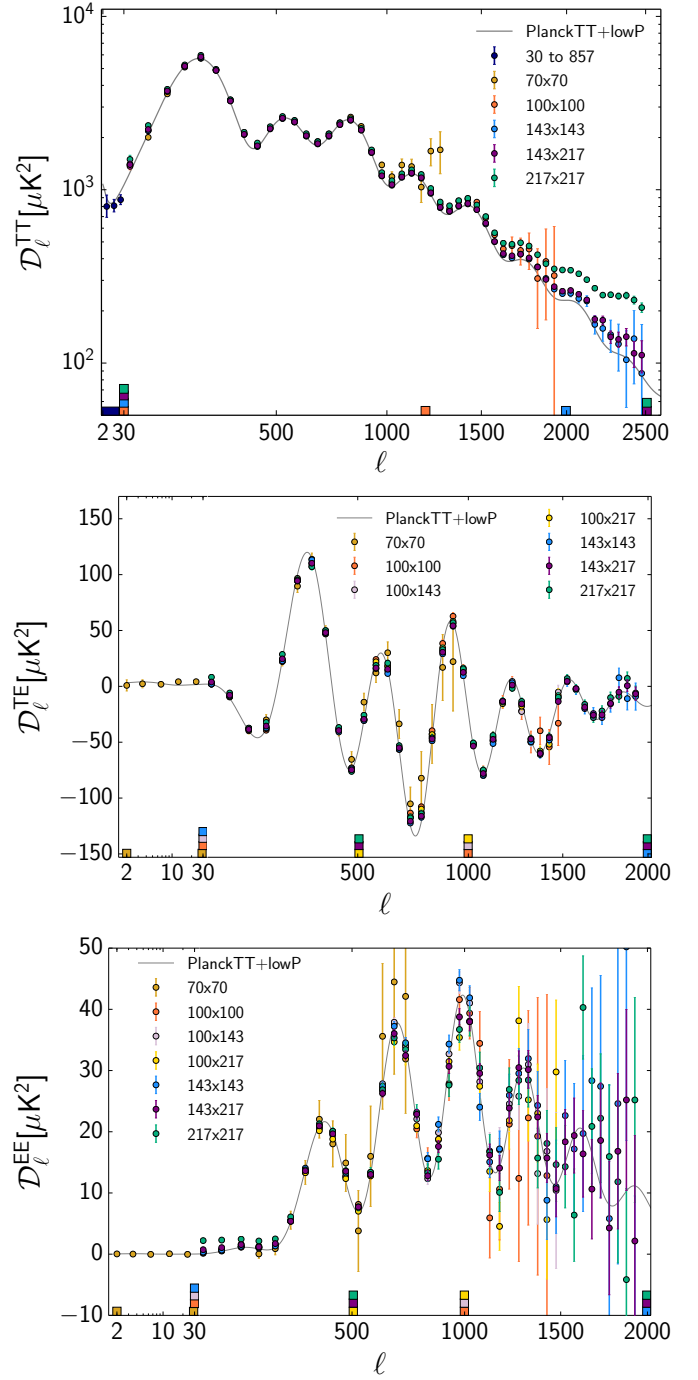 10^4
10^3
10^2
D_ℓ^TT [μK²]
PlanckTT+lowP
30 to 857
70x70
100x100
143x143
143x217
217x217
2 30 500 1000 1500 2000 2500
ℓ
150
100
50
0
−50
−100
−150
D_ℓ^TE [μK²]
PlanckTT+lowP
70x70
100x100
100x143
100x217
143x143
143x217
217x217
2 10 30 500 1000 1500 2000
ℓ
50
40
30
20
10
0
−10
D_ℓ^EE [μK²]
PlanckTT+lowP
70x70
100x100
100x143
100x217
143x143
143x217
217x217
2 10 30 500 1000 1500 2000
ℓ